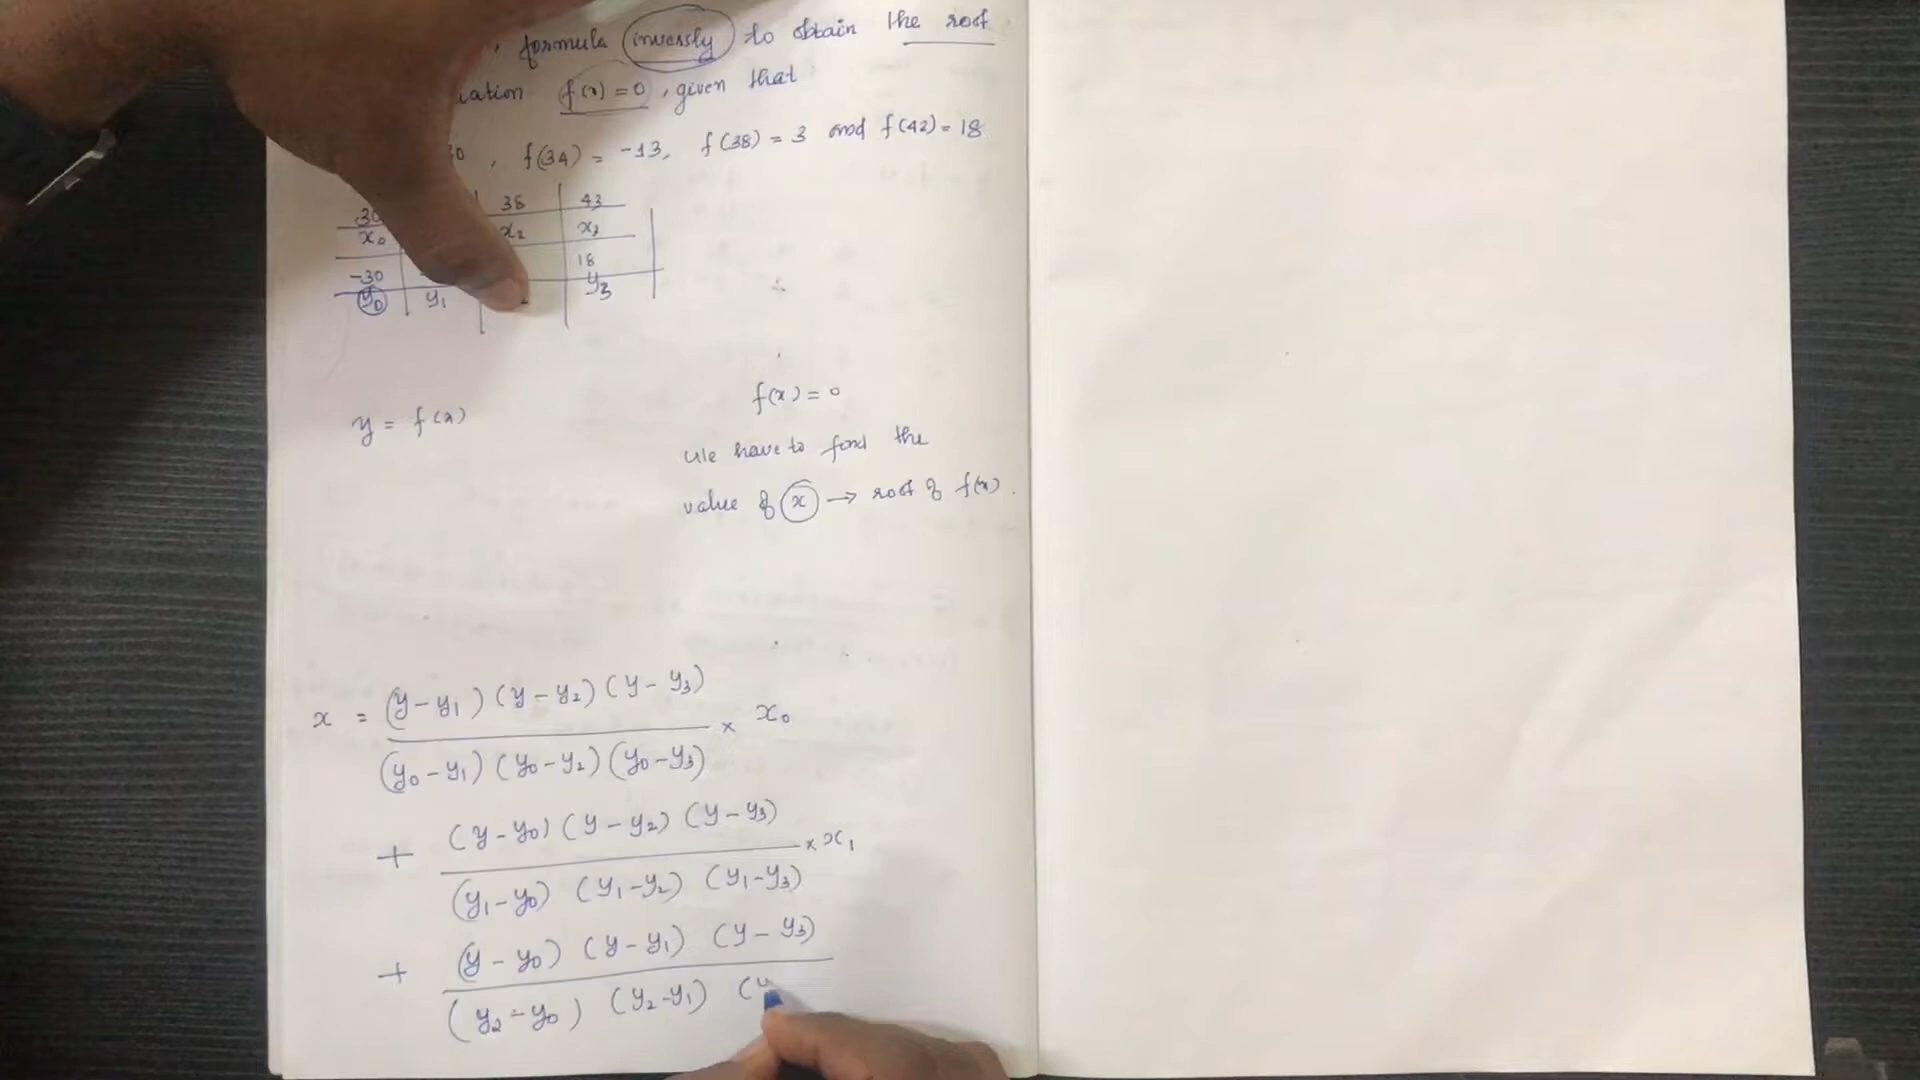 formula inversly to obtain the root
f(x) = 0, given that
30, f(34) = -13, f(38) = 3 and f(42) = 18
30 38 43
x₀ x₂ x₃
-30 18
y₀ y₁ y₃
y = f(x)
f(x) = 0
We have to find the
value of x → root of f(x).
x = (y - y₁) (y - y₂) (y - y₃)
× x₀
(y₀ - y₁) (y₀ - y₂) (y₀ - y₃)
+ (y - y₀) (y - y₂) (y - y₃)
× x₁
(y₁ - y₀) (y₁ - y₂) (y₁ - y₃)
+ (y - y₀) (y - y₁) (y - y₃)
(y₂ - y₀) (y₂ - y₁) (y